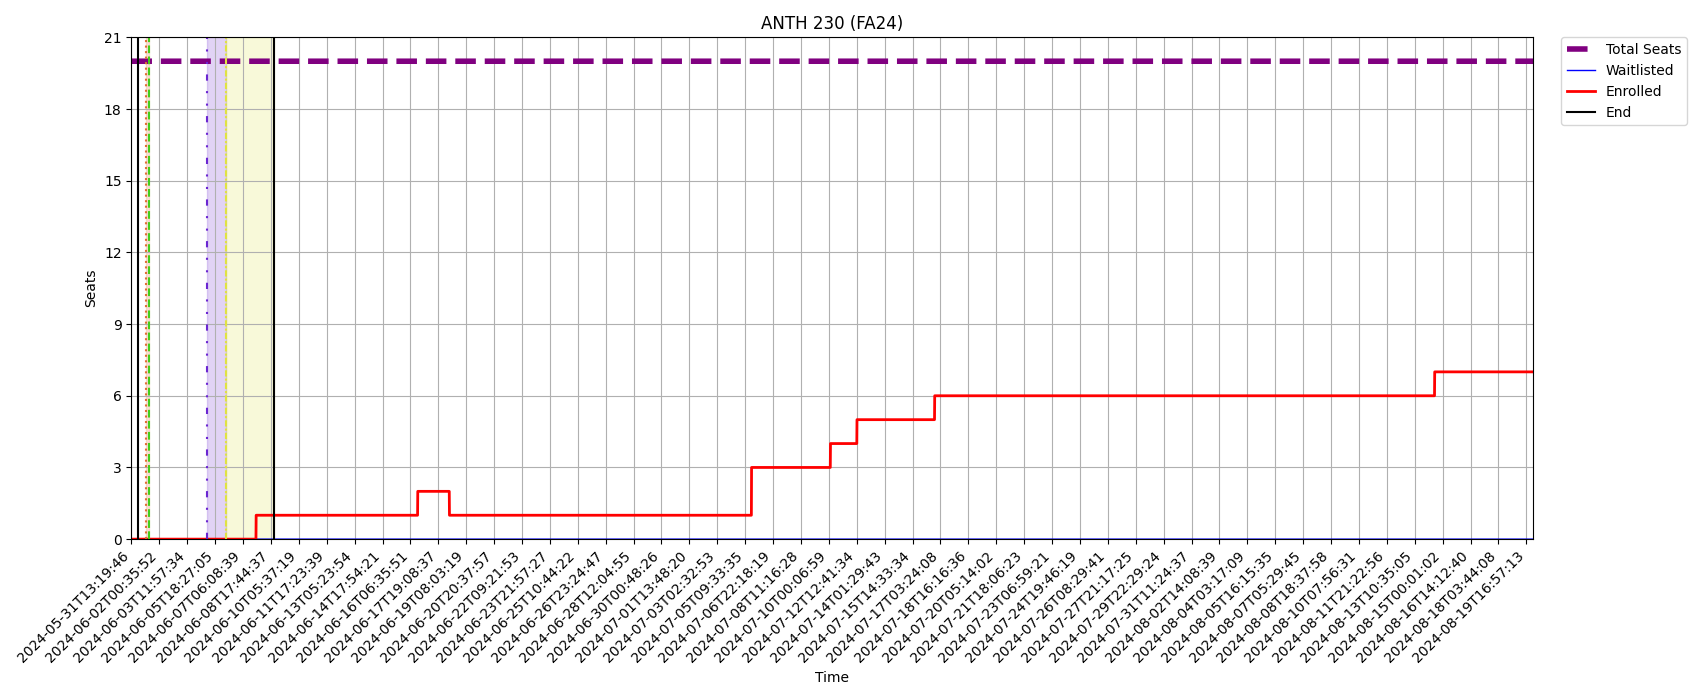 ANTH 230 (FA24)
21
18
15
12
9
6
3
0
Seats
Total Seats
Waitlisted
Enrolled
End
2024-05-31T13:19:46
2024-06-02T00:35:52
2024-06-03T11:57:34
2024-06-05T18:27:05
2024-06-07T06:08:39
2024-06-08T17:44:37
2024-06-10T05:37:19
2024-06-11T17:23:39
2024-06-13T05:23:54
2024-06-14T17:54:21
2024-06-16T06:35:51
2024-06-17T19:08:37
2024-06-19T08:03:19
2024-06-20T20:37:57
2024-06-22T09:21:53
2024-06-23T21:57:27
2024-06-25T10:44:22
2024-06-26T23:24:47
2024-06-28T12:04:55
2024-06-30T00:48:26
2024-07-01T13:48:20
2024-07-03T02:32:53
2024-07-05T09:33:35
2024-07-06T22:18:19
2024-07-08T11:16:28
2024-07-10T00:06:59
2024-07-12T12:41:34
2024-07-14T01:29:43
2024-07-15T14:33:34
2024-07-17T03:24:08
2024-07-18T16:16:36
2024-07-20T05:14:02
2024-07-21T18:06:23
2024-07-23T06:59:21
2024-07-24T19:46:19
2024-07-26T08:29:41
2024-07-27T21:17:25
2024-07-29T22:29:24
2024-07-31T11:24:37
2024-08-02T14:08:39
2024-08-04T03:17:09
2024-08-05T16:15:35
2024-08-07T05:29:45
2024-08-08T18:37:58
2024-08-10T07:56:31
2024-08-11T21:22:56
2024-08-13T10:35:05
2024-08-15T00:01:02
2024-08-16T14:12:40
2024-08-18T03:44:08
2024-08-19T16:57:13
Time